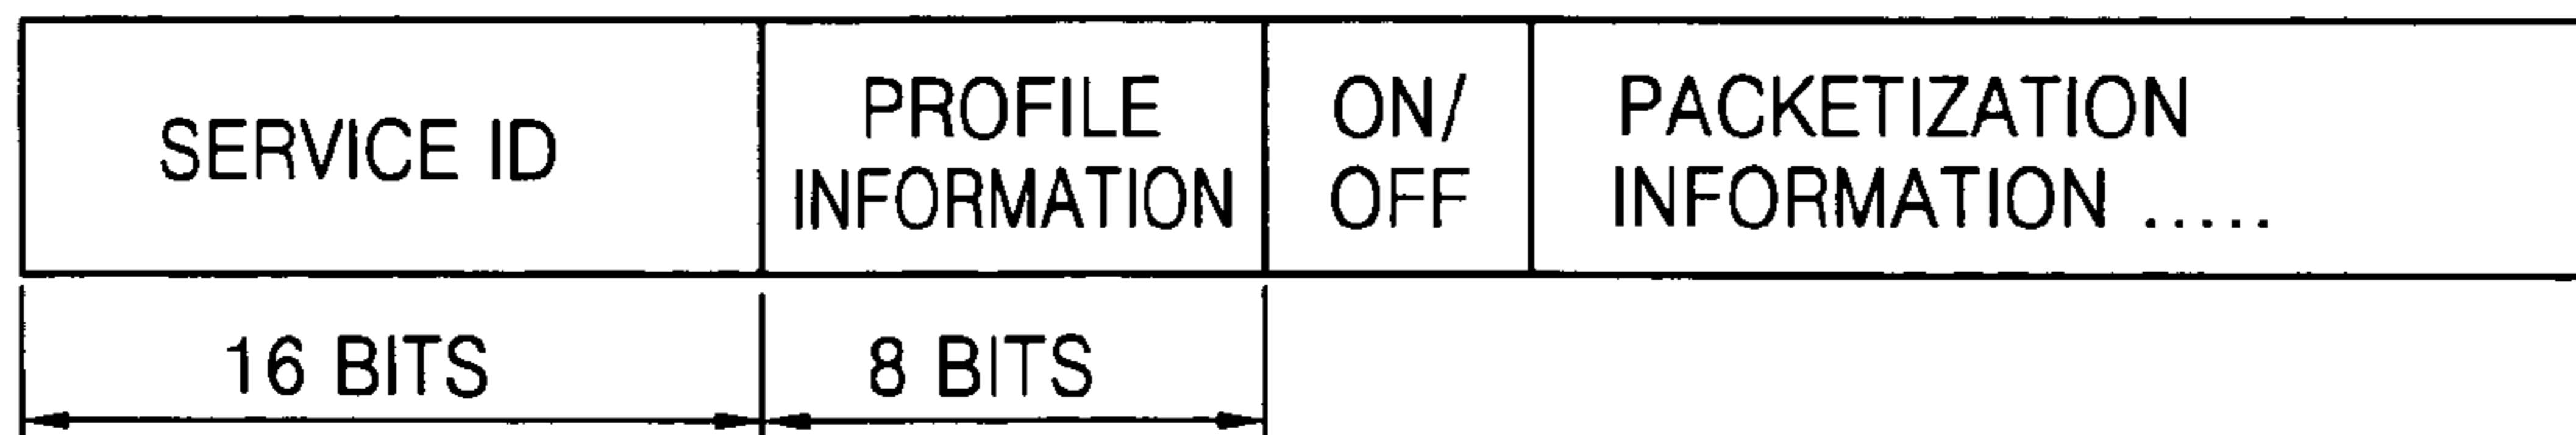 SERVICE ID
PROFILE
INFORMATION
ON/
OFF
PACKETIZATION
INFORMATION .....
16 BITS
8 BITS